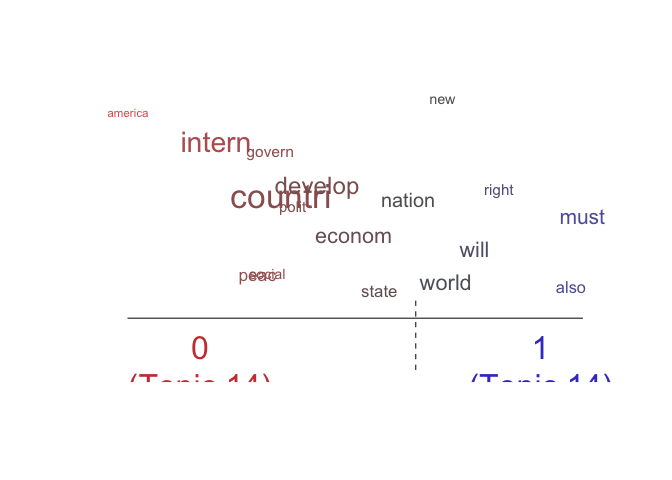 new
america
intern
govern
develop
countri
right
nation
polit
must
econom
will
peac
social
world
also
state
0
1
(Topic 14)
(Topic 14)